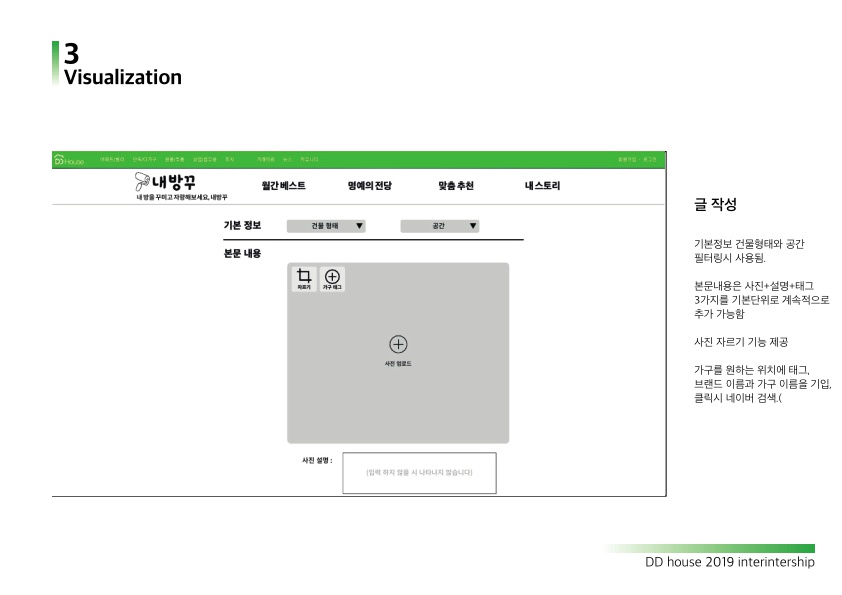 3
Visualization
DD House
내방꾸
내 방을 꾸미고 자랑해보세요, 내방꾸
월간 베스트 명예의 전당 맞춤 추천 내 스토리
기본 정보 건물 형태 ▼ 공간 ▼
본문 내용
자르기 가구 태그
사진 업로드
사진 설명 :
(입력 하지 않을 시 나타나지 않습니다)
글 작성
기본정보 건물형태와 공간
필터링시 사용됨.
본문내용은 사진+설명+태그
3가지를 기본단위로 계속적으로
추가 가능함
사진 자르기 기능 제공
가구를 원하는 위치에 태그,
브랜드 이름과 가구 이름을 기입,
클릭시 네이버 검색.(
DD house 2019 interintership